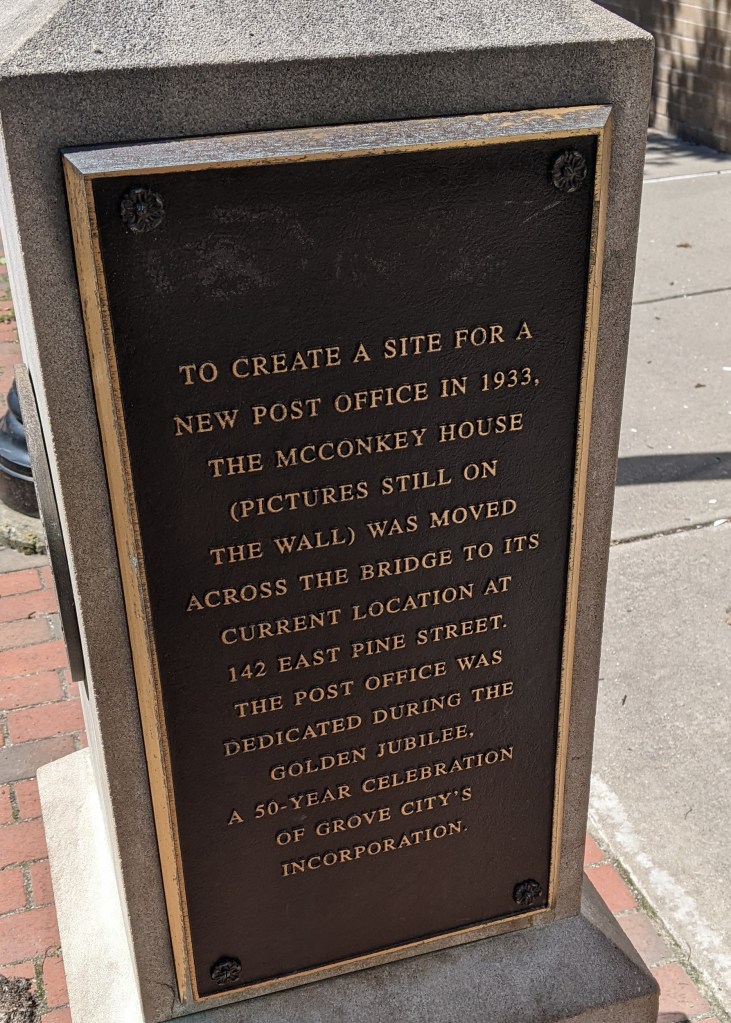 TO CREATE A SITE FOR A
NEW POST OFFICE IN 1933,
THE MCCONKEY HOUSE
(PICTURES STILL ON
THE WALL) WAS MOVED
ACROSS THE BRIDGE TO ITS
CURRENT LOCATION AT
142 EAST PINE STREET.
THE POST OFFICE WAS
DEDICATED DURING THE
GOLDEN JUBILEE,
A 50-YEAR CELEBRATION
OF GROVE CITY'S
INCORPORATION.